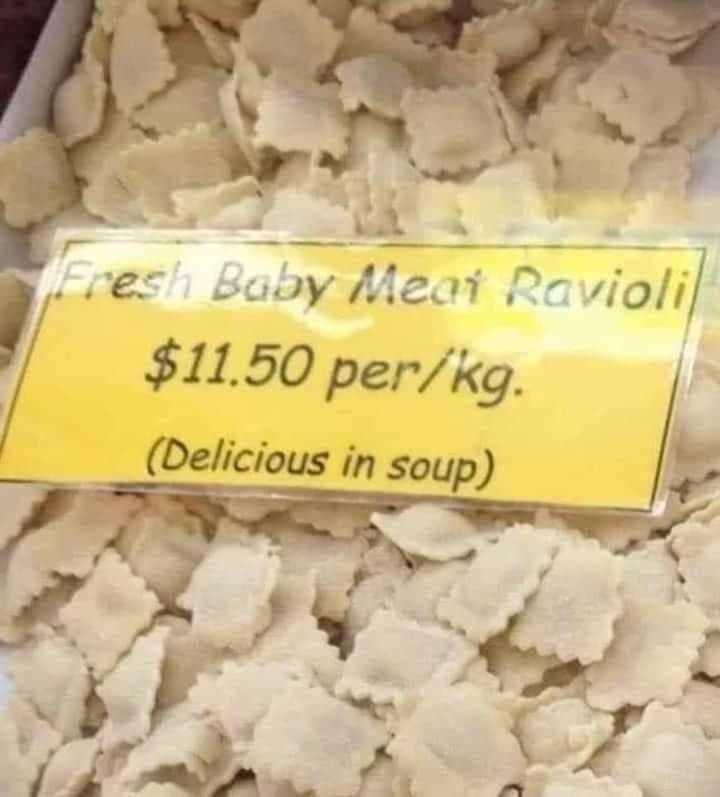 Fresh Baby Meat Ravioli
$11.50 per/kg.
(Delicious in soup)